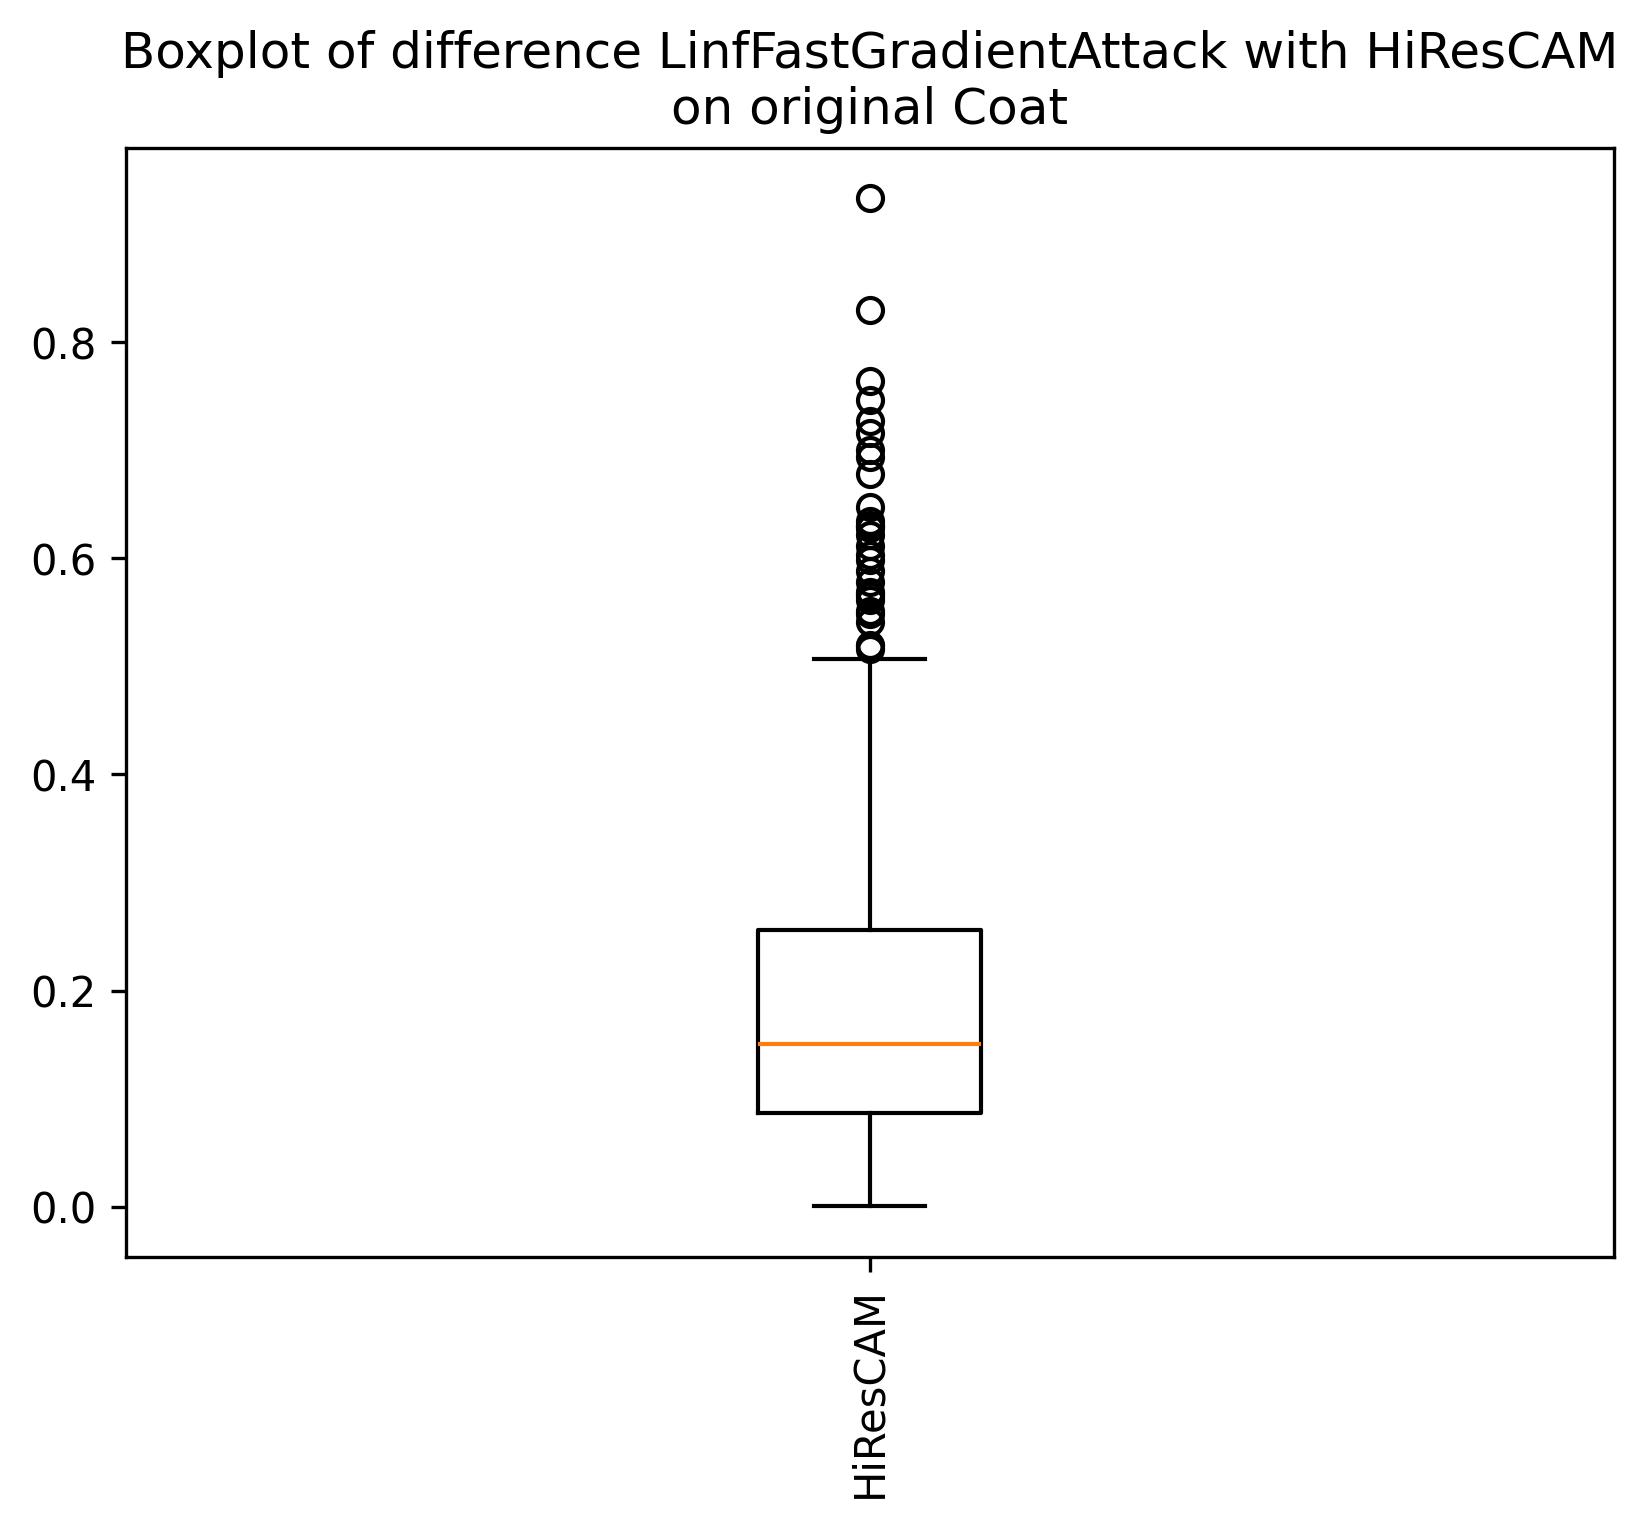 Boxplot of difference LinfFastGradientAttack with HiResCAM
on original Coat
0.8
0.6
0.4
0.2
0.0
HiResCAM